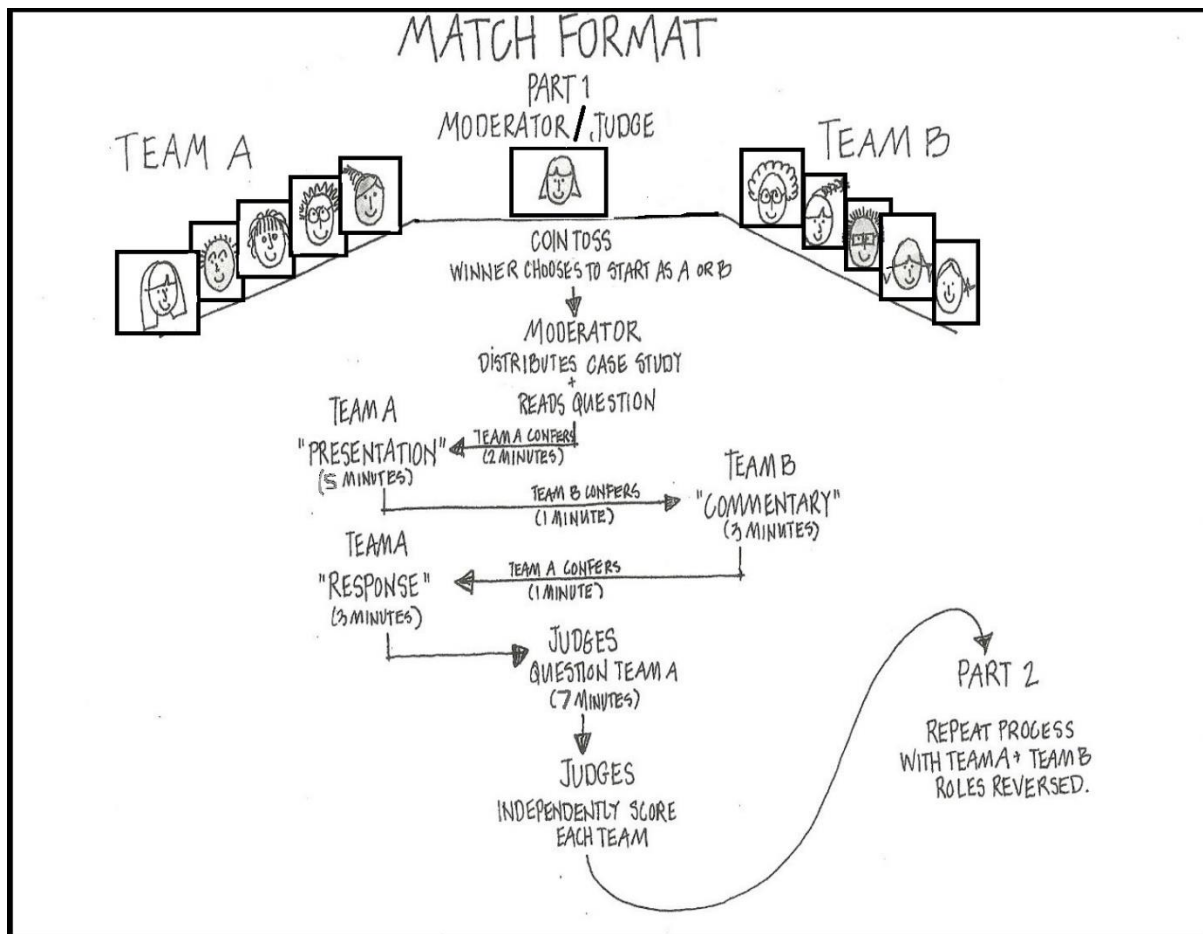 MATCH FORMAT
PART 1
MODERATOR / JUDGE
TEAM A
TEAM B
COIN TOSS
WINNER CHOOSES TO START AS A OR B
MODERATOR
DISTRIBUTES CASE STUDY
+
READS QUESTION
TEAM A
"PRESENTATION"
(5 MINUTES)
TEAM A CONFERS
(2 MINUTES)
TEAM B CONFERS
(1 MINUTE)
TEAM B
"COMMENTARY"
(3 MINUTES)
TEAM A CONFERS
(1 MINUTE)
TEAM A
"RESPONSE"
(3 MINUTES)
JUDGES
QUESTION TEAM A
(7 MINUTES)
JUDGES
INDEPENDENTLY SCORE
EACH TEAM
PART 2
REPEAT PROCESS
WITH TEAM A + TEAM B
ROLES REVERSED.